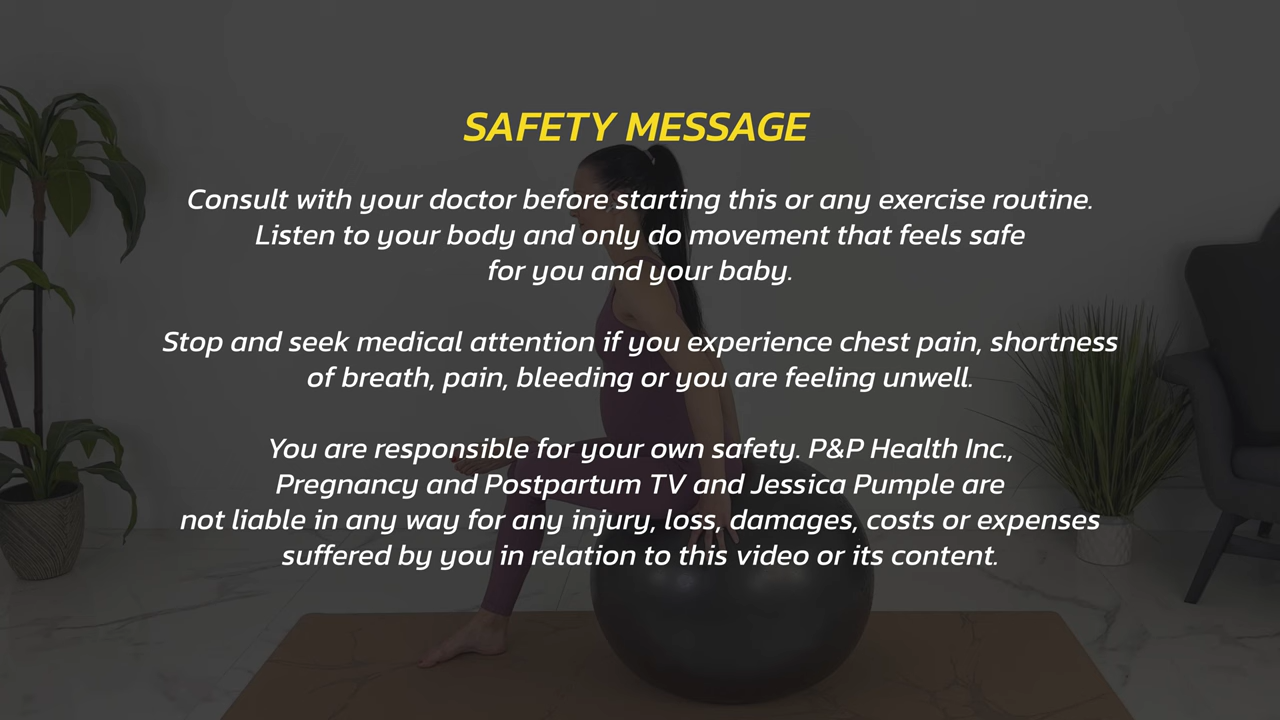 SAFETY MESSAGE
Consult with your doctor before starting this or any exercise routine.
Listen to your body and only do movement that feels safe
for you and your baby.
Stop and seek medical attention if you experience chest pain, shortness
of breath, pain, bleeding or you are feeling unwell.
You are responsible for your own safety. P&P Health Inc.,
Pregnancy and Postpartum TV and Jessica Pumple are
not liable in any way for any injury, loss, damages, costs or expenses
suffered by you in relation to this video or its content.